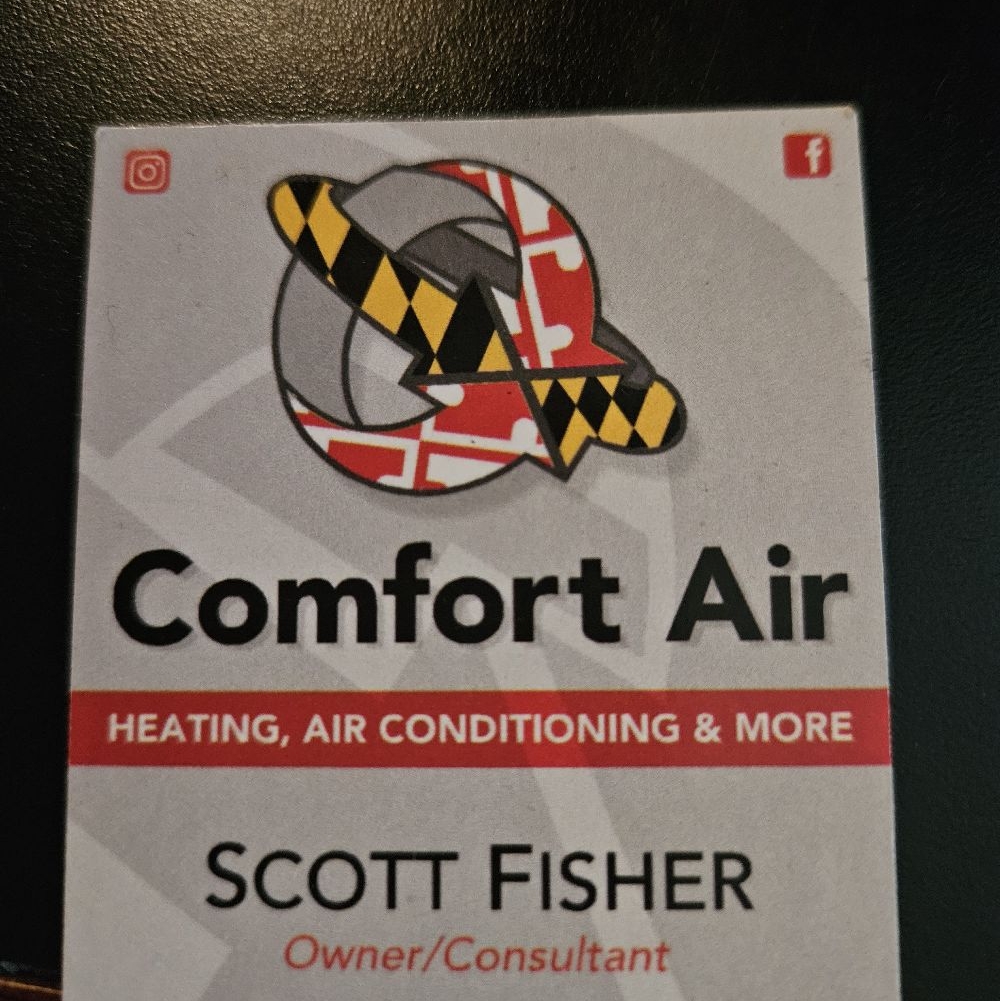 Comfort Air
HEATING, AIR CONDITIONING & MORE
SCOTT FISHER
Owner/Consultant